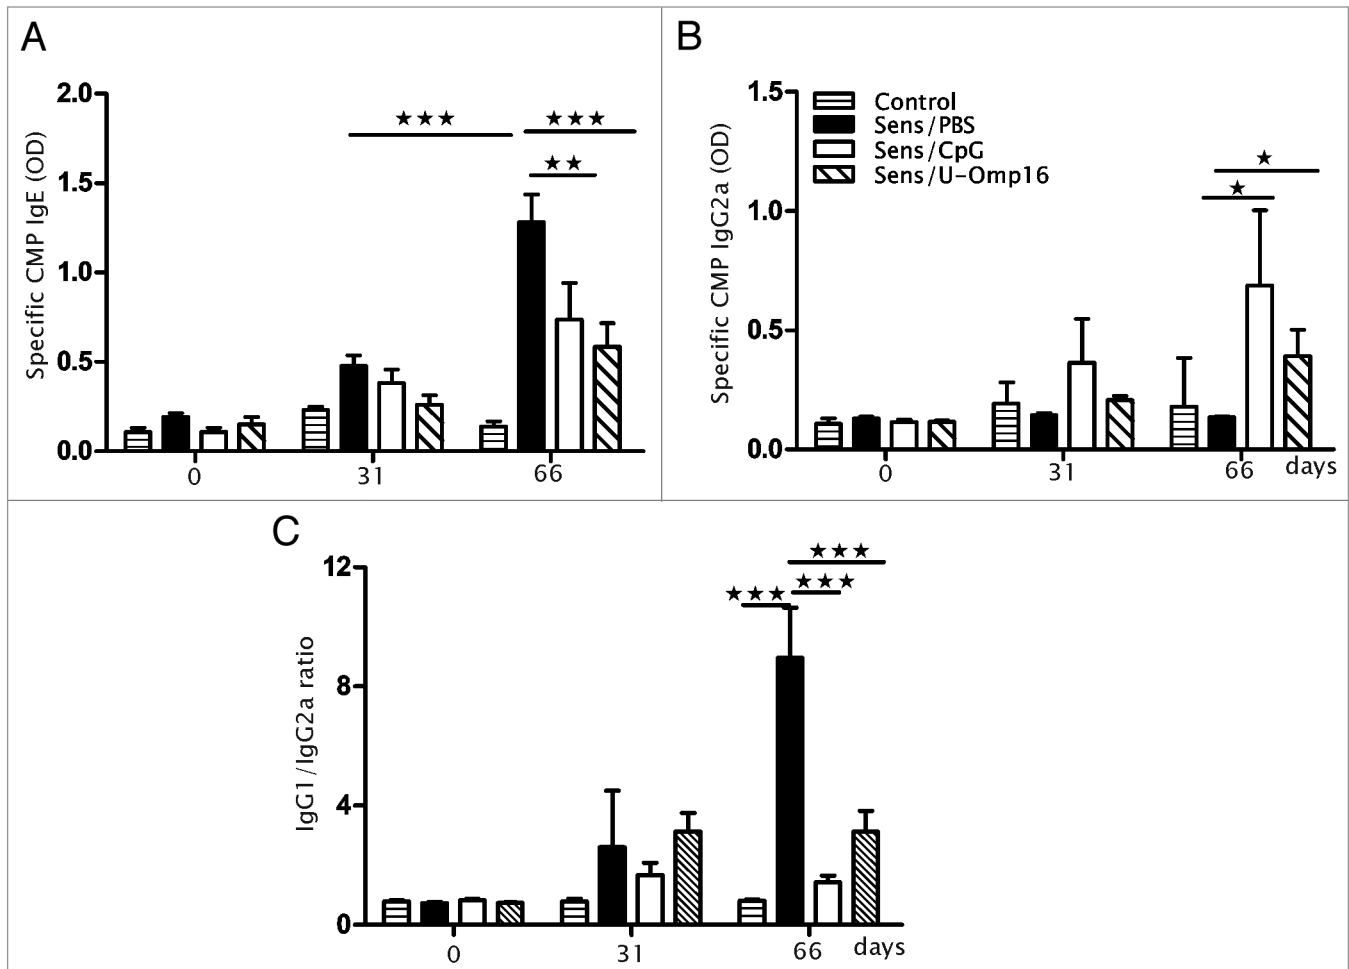 A
Specific CMP IgE (OD)
2.0
1.5
1.0
0.5
0.0
★★★
★★★
★★
0
31
66
B
Specific CMP IgG2a (OD)
1.5
1.0
0.5
0.0
Control
Sens/PBS
Sens/CpG
Sens/U-Omp16
★
★
0
31
66
days
C
IgG1/IgG2a ratio
12
8
4
0
★★★
★★★
★★★
0
31
66
days